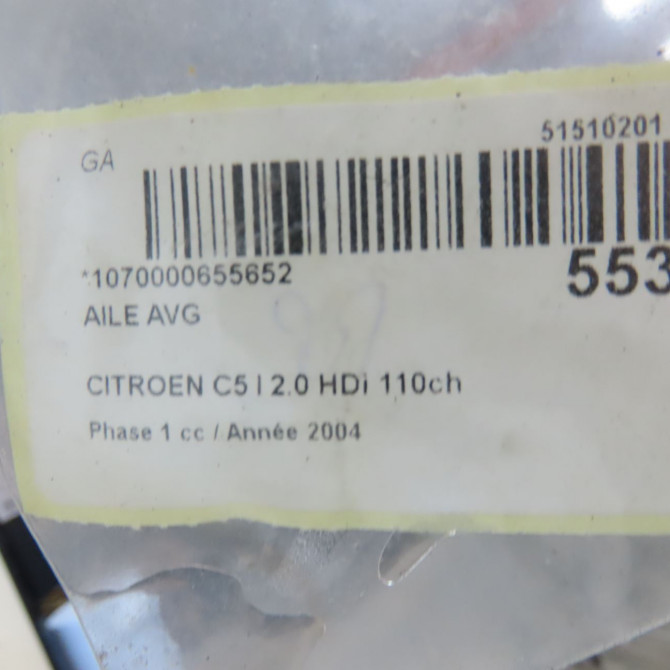 51510201
GA
*1070000655652
553
AILE AVG
CITROEN C5 I 2.0 HDi 110ch
Phase 1 cc / Année 2004